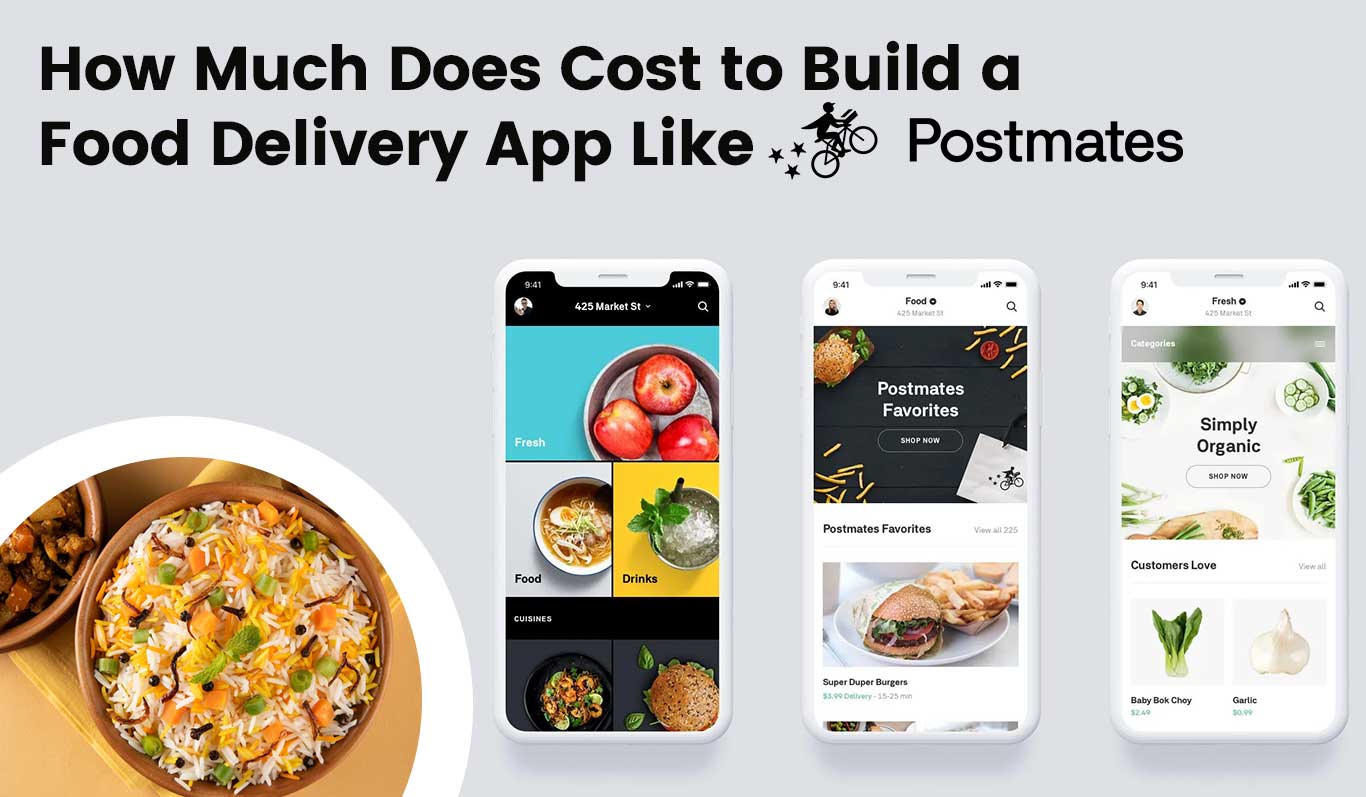 How Much Does Cost to Build a
Food Delivery App Like Postmates
9:41
425 Market St
Fresh
Food
Drinks
CUISINES
9:41
Food
425 Market St
Postmates
Favorites
SHOP NOW
Postmates Favorites
View all 225
Super Duper Burgers
$3.99 Delivery - 15-25 min
9:41
Fresh
425 Market St
Categories
Simply
Organic
SHOP NOW
Customers Love
View all
Baby Bok Choy
$2.49
Garlic
$0.99